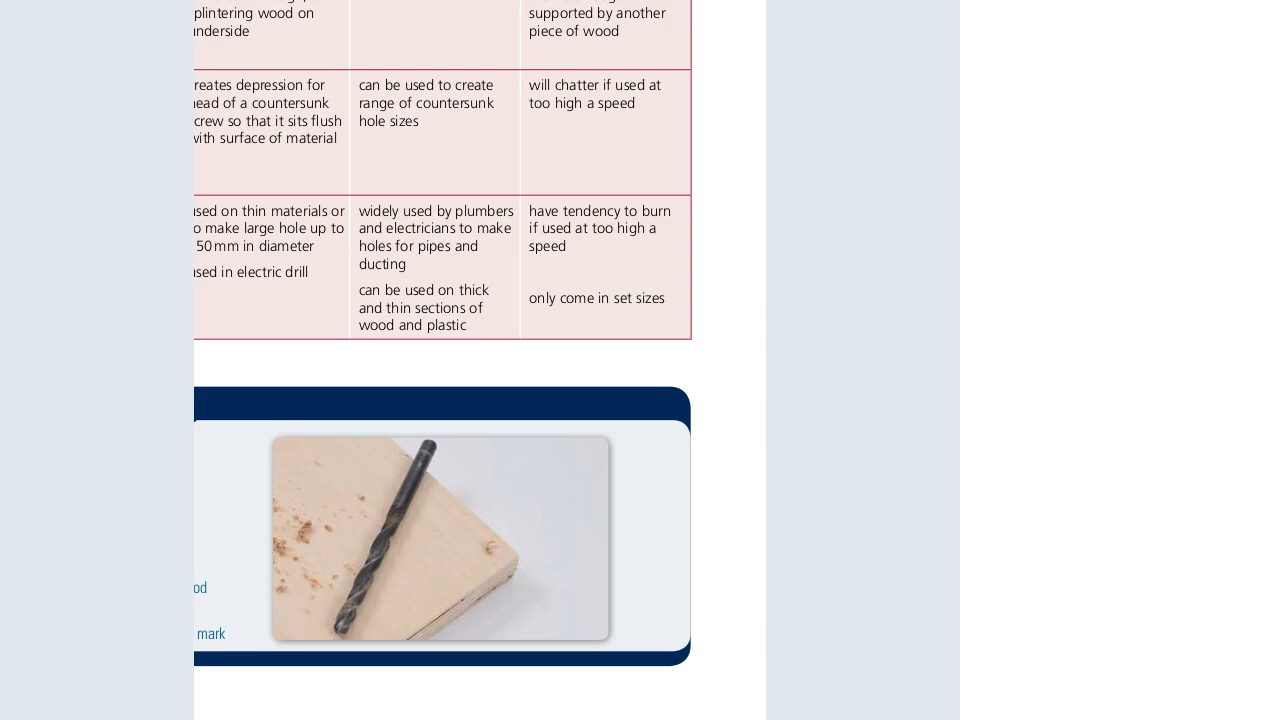 plintering wood on
nderside
supported by another
piece of wood
reates depression for
ead of a countersunk
crew so that it sits flush
with surface of material
can be used to create
range of countersunk
hole sizes
will chatter if used at
too high a speed
used on thin materials or
o make large hole up to
50 mm in diameter
used in electric drill
widely used by plumbers
and electricians to make
holes for pipes and
ducting
can be used on thick
and thin sections of
wood and plastic
have tendency to burn
if used at too high a
speed
only come in set sizes
od
mark